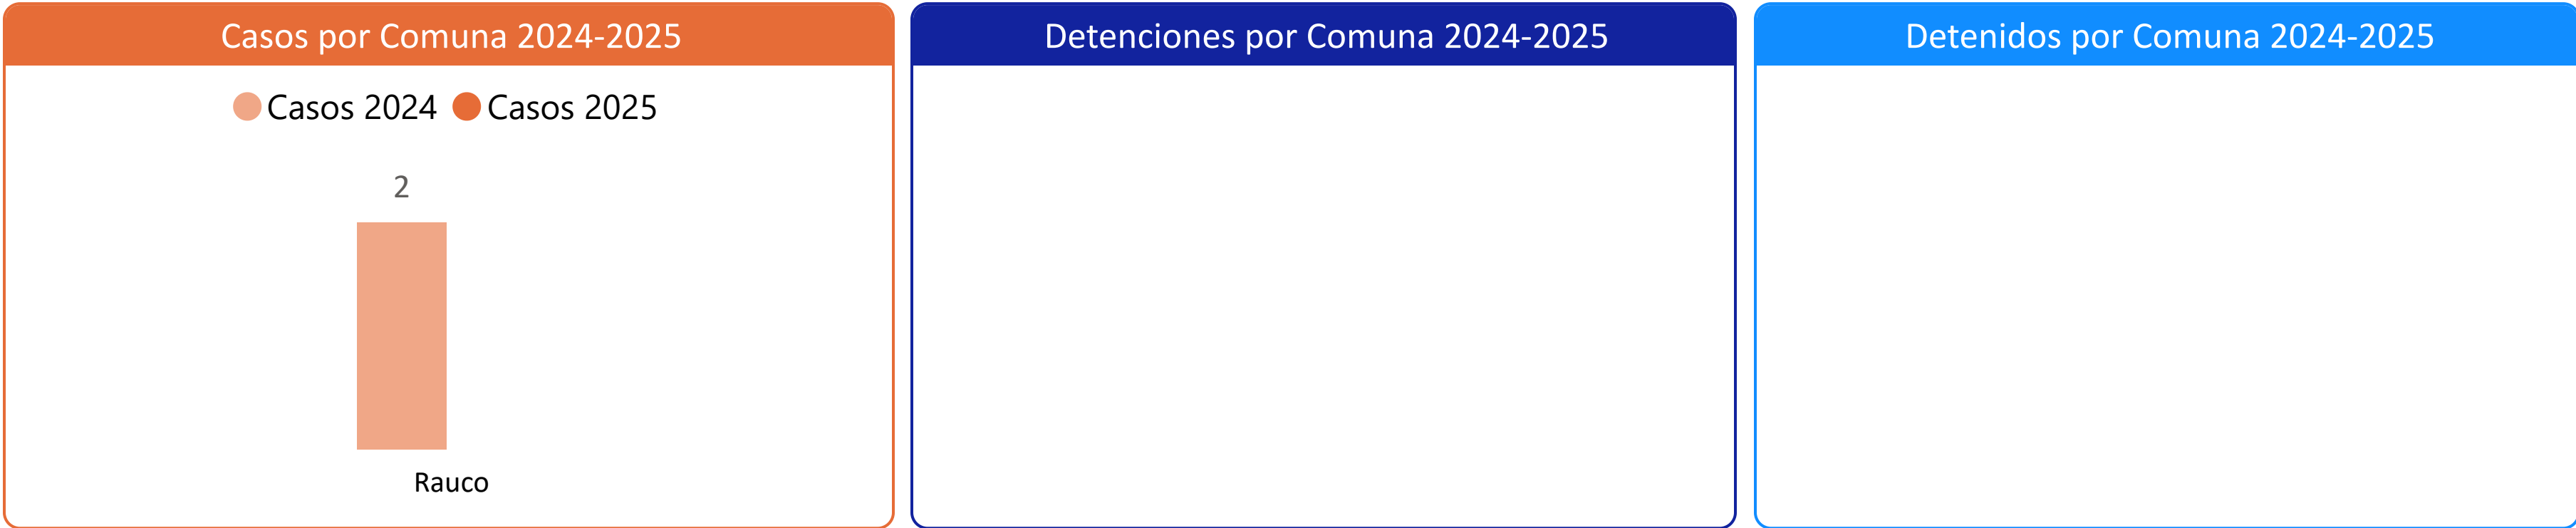 Casos por Comuna 2024-2025
Casos 2024 Casos 2025
2
Rauco
Detenciones por Comuna 2024-2025
Detenidos por Comuna 2024-2025